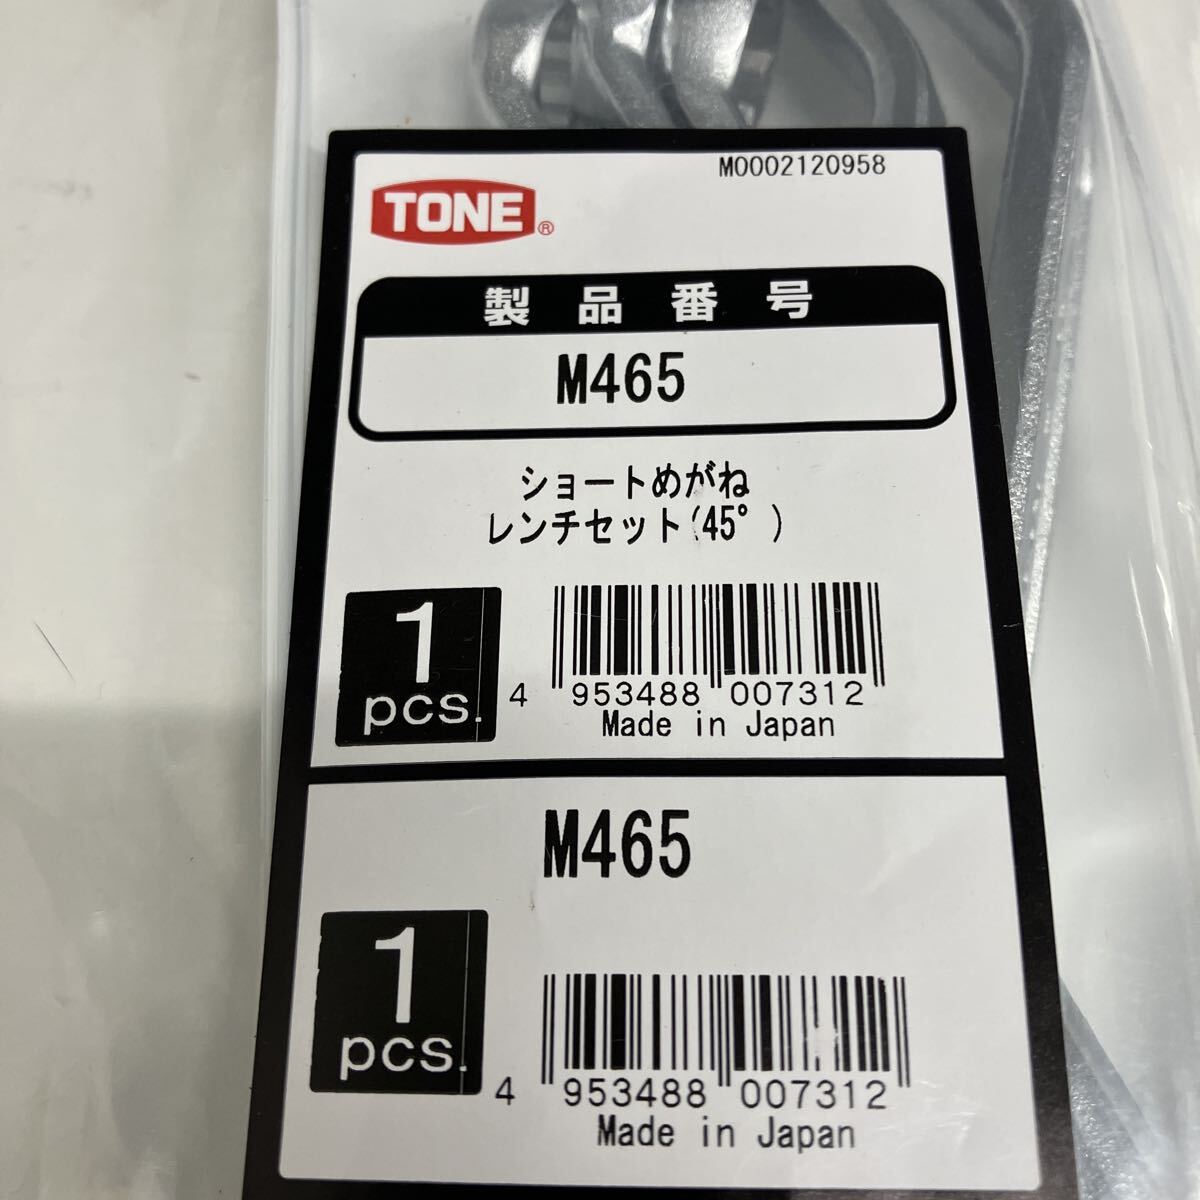 M0002120958
TONE®
製品番号
M465
ショートめがね
レンチセット(45°)
1
pcs.
4 953488 007312
Made in Japan
M465
1
pcs.
4 953488 007312
Made in Japan